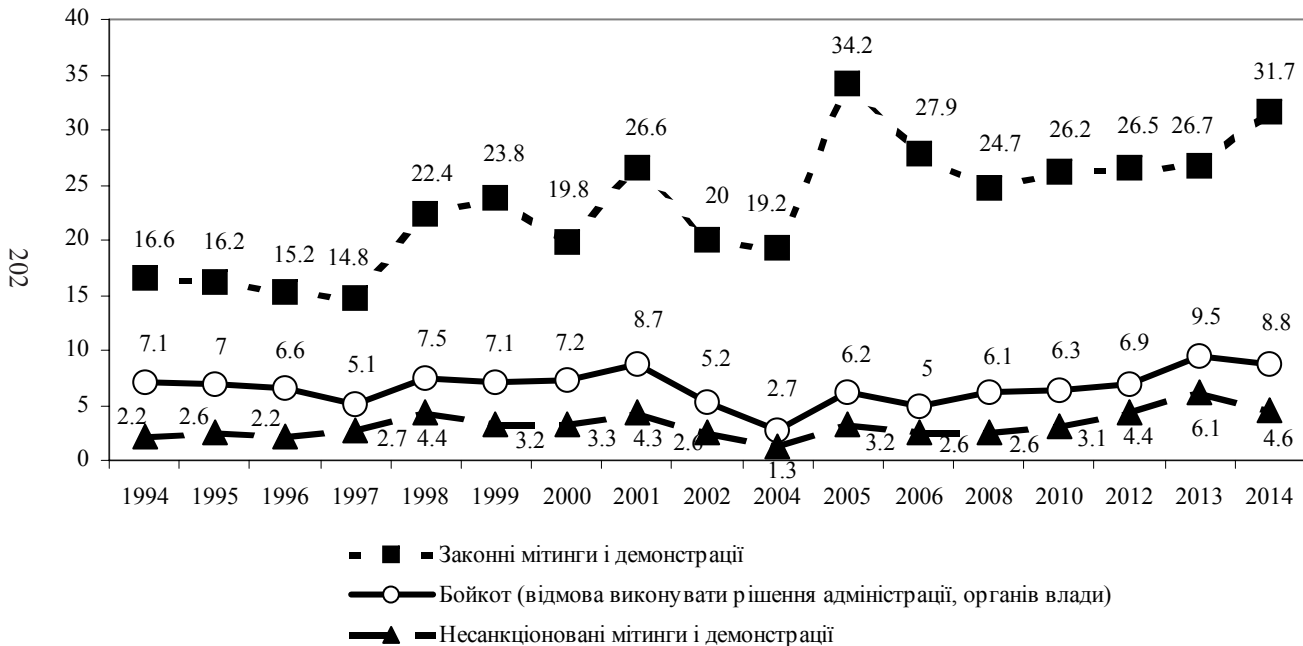 40
35
30
25
20
15
10
5
0
202
16.6 16.2 15.2 14.8 22.4 23.8 19.8 26.6 20 19.2 34.2 27.9 24.7 26.2 26.5 26.7 31.7
7.1 7 6.6 5.1 7.5 7.1 7.2 8.7 5.2 2.7 6.2 5 6.1 6.3 6.9 9.5 8.8
2.2 2.6 2.2 2.7 4.4 3.2 3.3 4.3 2.6 1.3 3.2 2.6 2.6 3.1 4.4 6.1 4.6
1994 1995 1996 1997 1998 1999 2000 2001 2002 2004 2005 2006 2008 2010 2012 2013 2014
Законні мітинги і демонстрації
Бойкот (відмова виконувати рішення адміністрації, органів влади)
Несанкціоновані мітинги і демонстрації